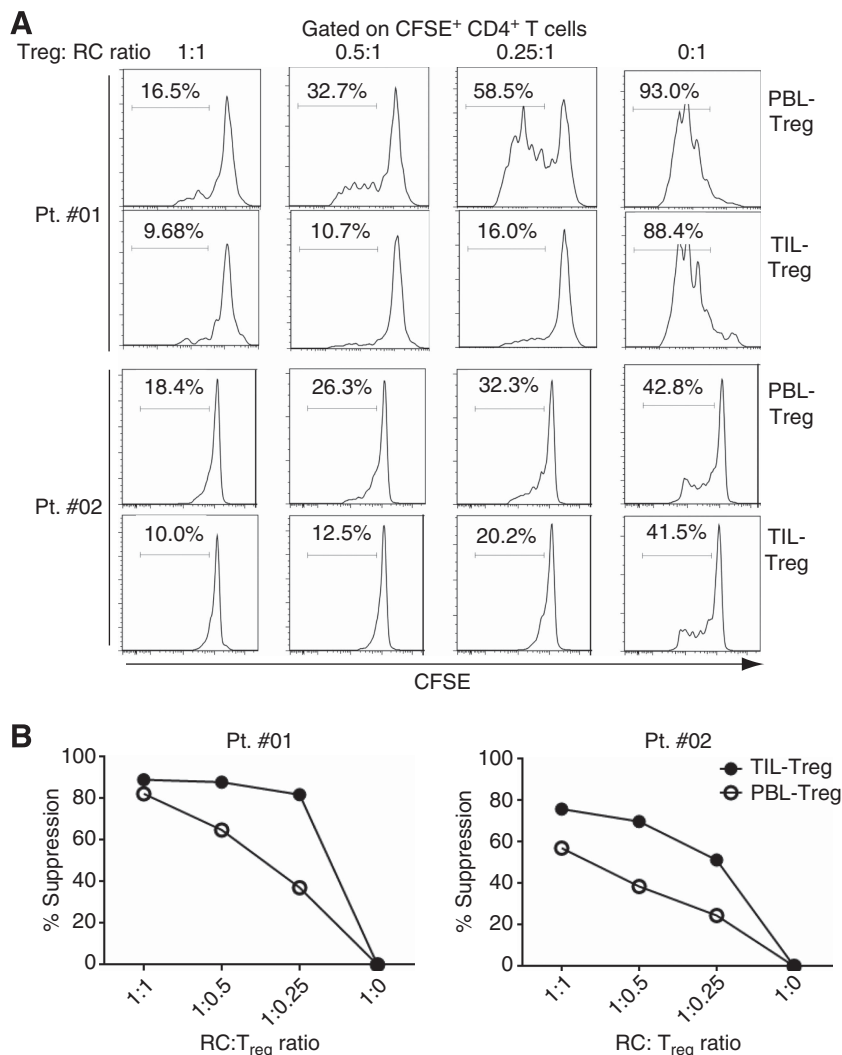 A
Gated on CFSE+ CD4+ T cells
Treg: RC ratio 1:1 0.5:1 0.25:1 0:1
Pt. #01
16.5% 32.7% 58.5% 93.0%
PBL-
Treg
9.68% 10.7% 16.0% 88.4%
TIL-
Treg
Pt. #02
18.4% 26.3% 32.3% 42.8%
PBL-
Treg
10.0% 12.5% 20.2% 41.5%
TIL-
Treg
CFSE
B
Pt. #01
% Suppression
100
80
60
40
20
0
1:1 1:0.5 1:0.25 1:0
RC:Treg ratio
Pt. #02
TIL-Treg
PBL-Treg
% Suppression
100
80
60
40
20
0
1:1 1:0.5 1:0.25 1:0
RC: Treg ratio